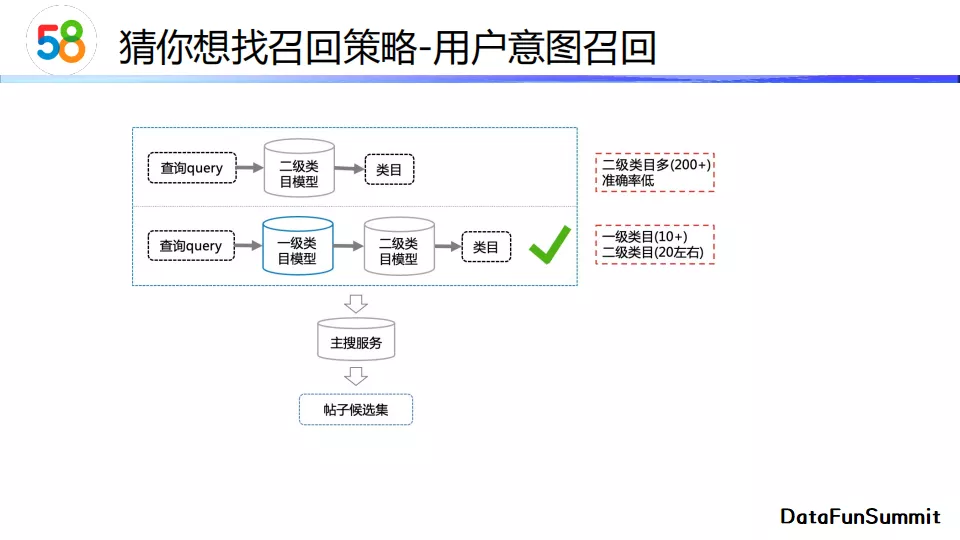 58
猜你想找召回策略-用户意图召回
查询query
二级类
目模型
类目
二级类目多(200+)
准确率低
查询query
一级类
目模型
二级类
目模型
类目
一级类目(10+)
二级类目(20左右)
主搜服务
帖子候选集
DataFunSummit